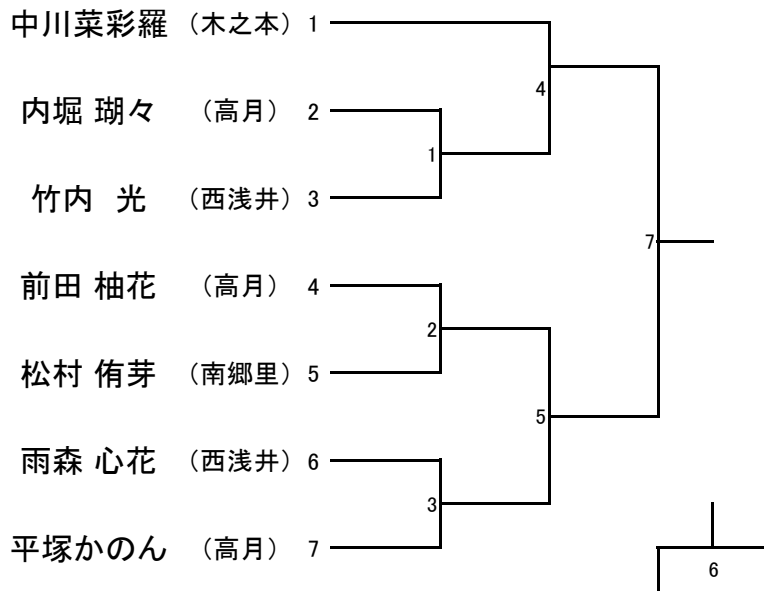 中川菜彩羅 （木之本） 1
4
内堀 瑚々 （高月） 2
1
竹内 光 （西浅井） 3
7
前田 柚花 （高月） 4
2
松村 侑芽 （南郷里） 5
5
雨森 心花 （西浅井） 6
3
平塚かのん （高月） 7
6